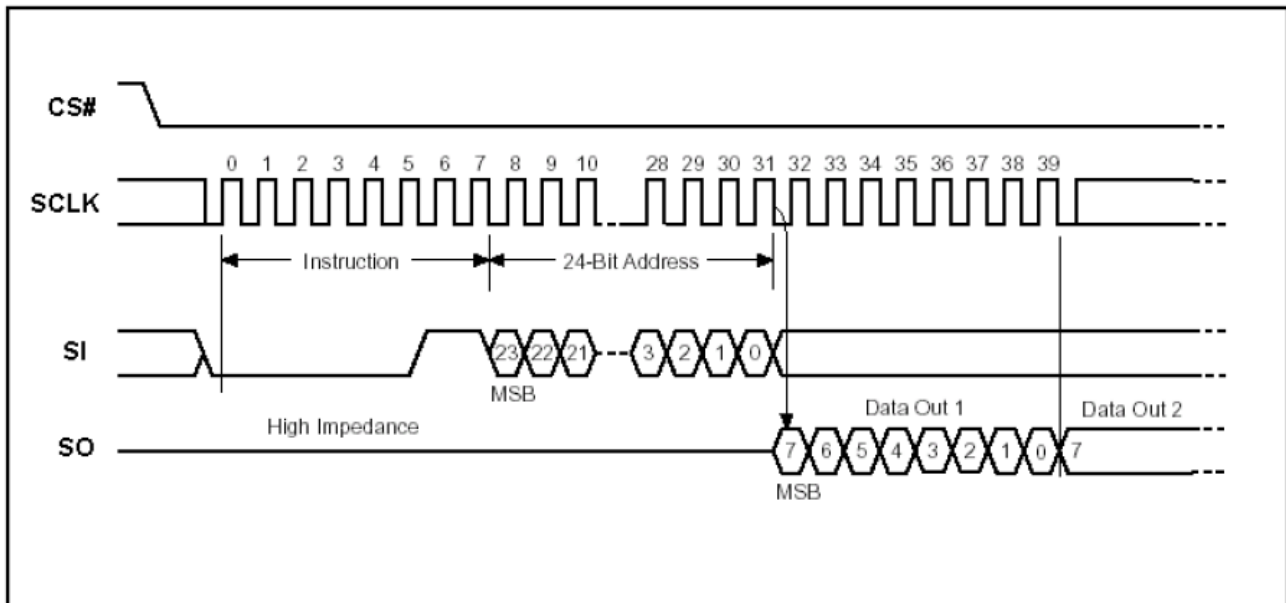 CS#
0 1 2 3 4 5 6 7 8 9 10 28 29 30 31 32 33 34 35 36 37 38 39
SCLK
Instruction 24-Bit Address
SI 23 22 21 3 2 1 0
MSB
Data Out 1 Data Out 2
High Impedance
SO 7 6 5 4 3 2 1 0 7
MSB